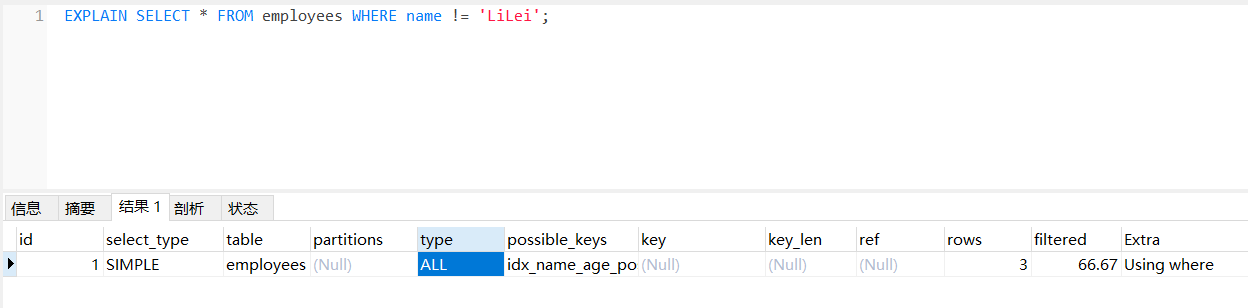 1 EXPLAIN SELECT * FROM employees WHERE name != 'LiLei';
信息 摘要 结果 1 剖析 状态
id select_type table partitions type possible_keys key key_len ref rows filtered Extra
1 SIMPLE employees (Null) ALL idx_name_age_po (Null) (Null) (Null) 3 66.67 Using where